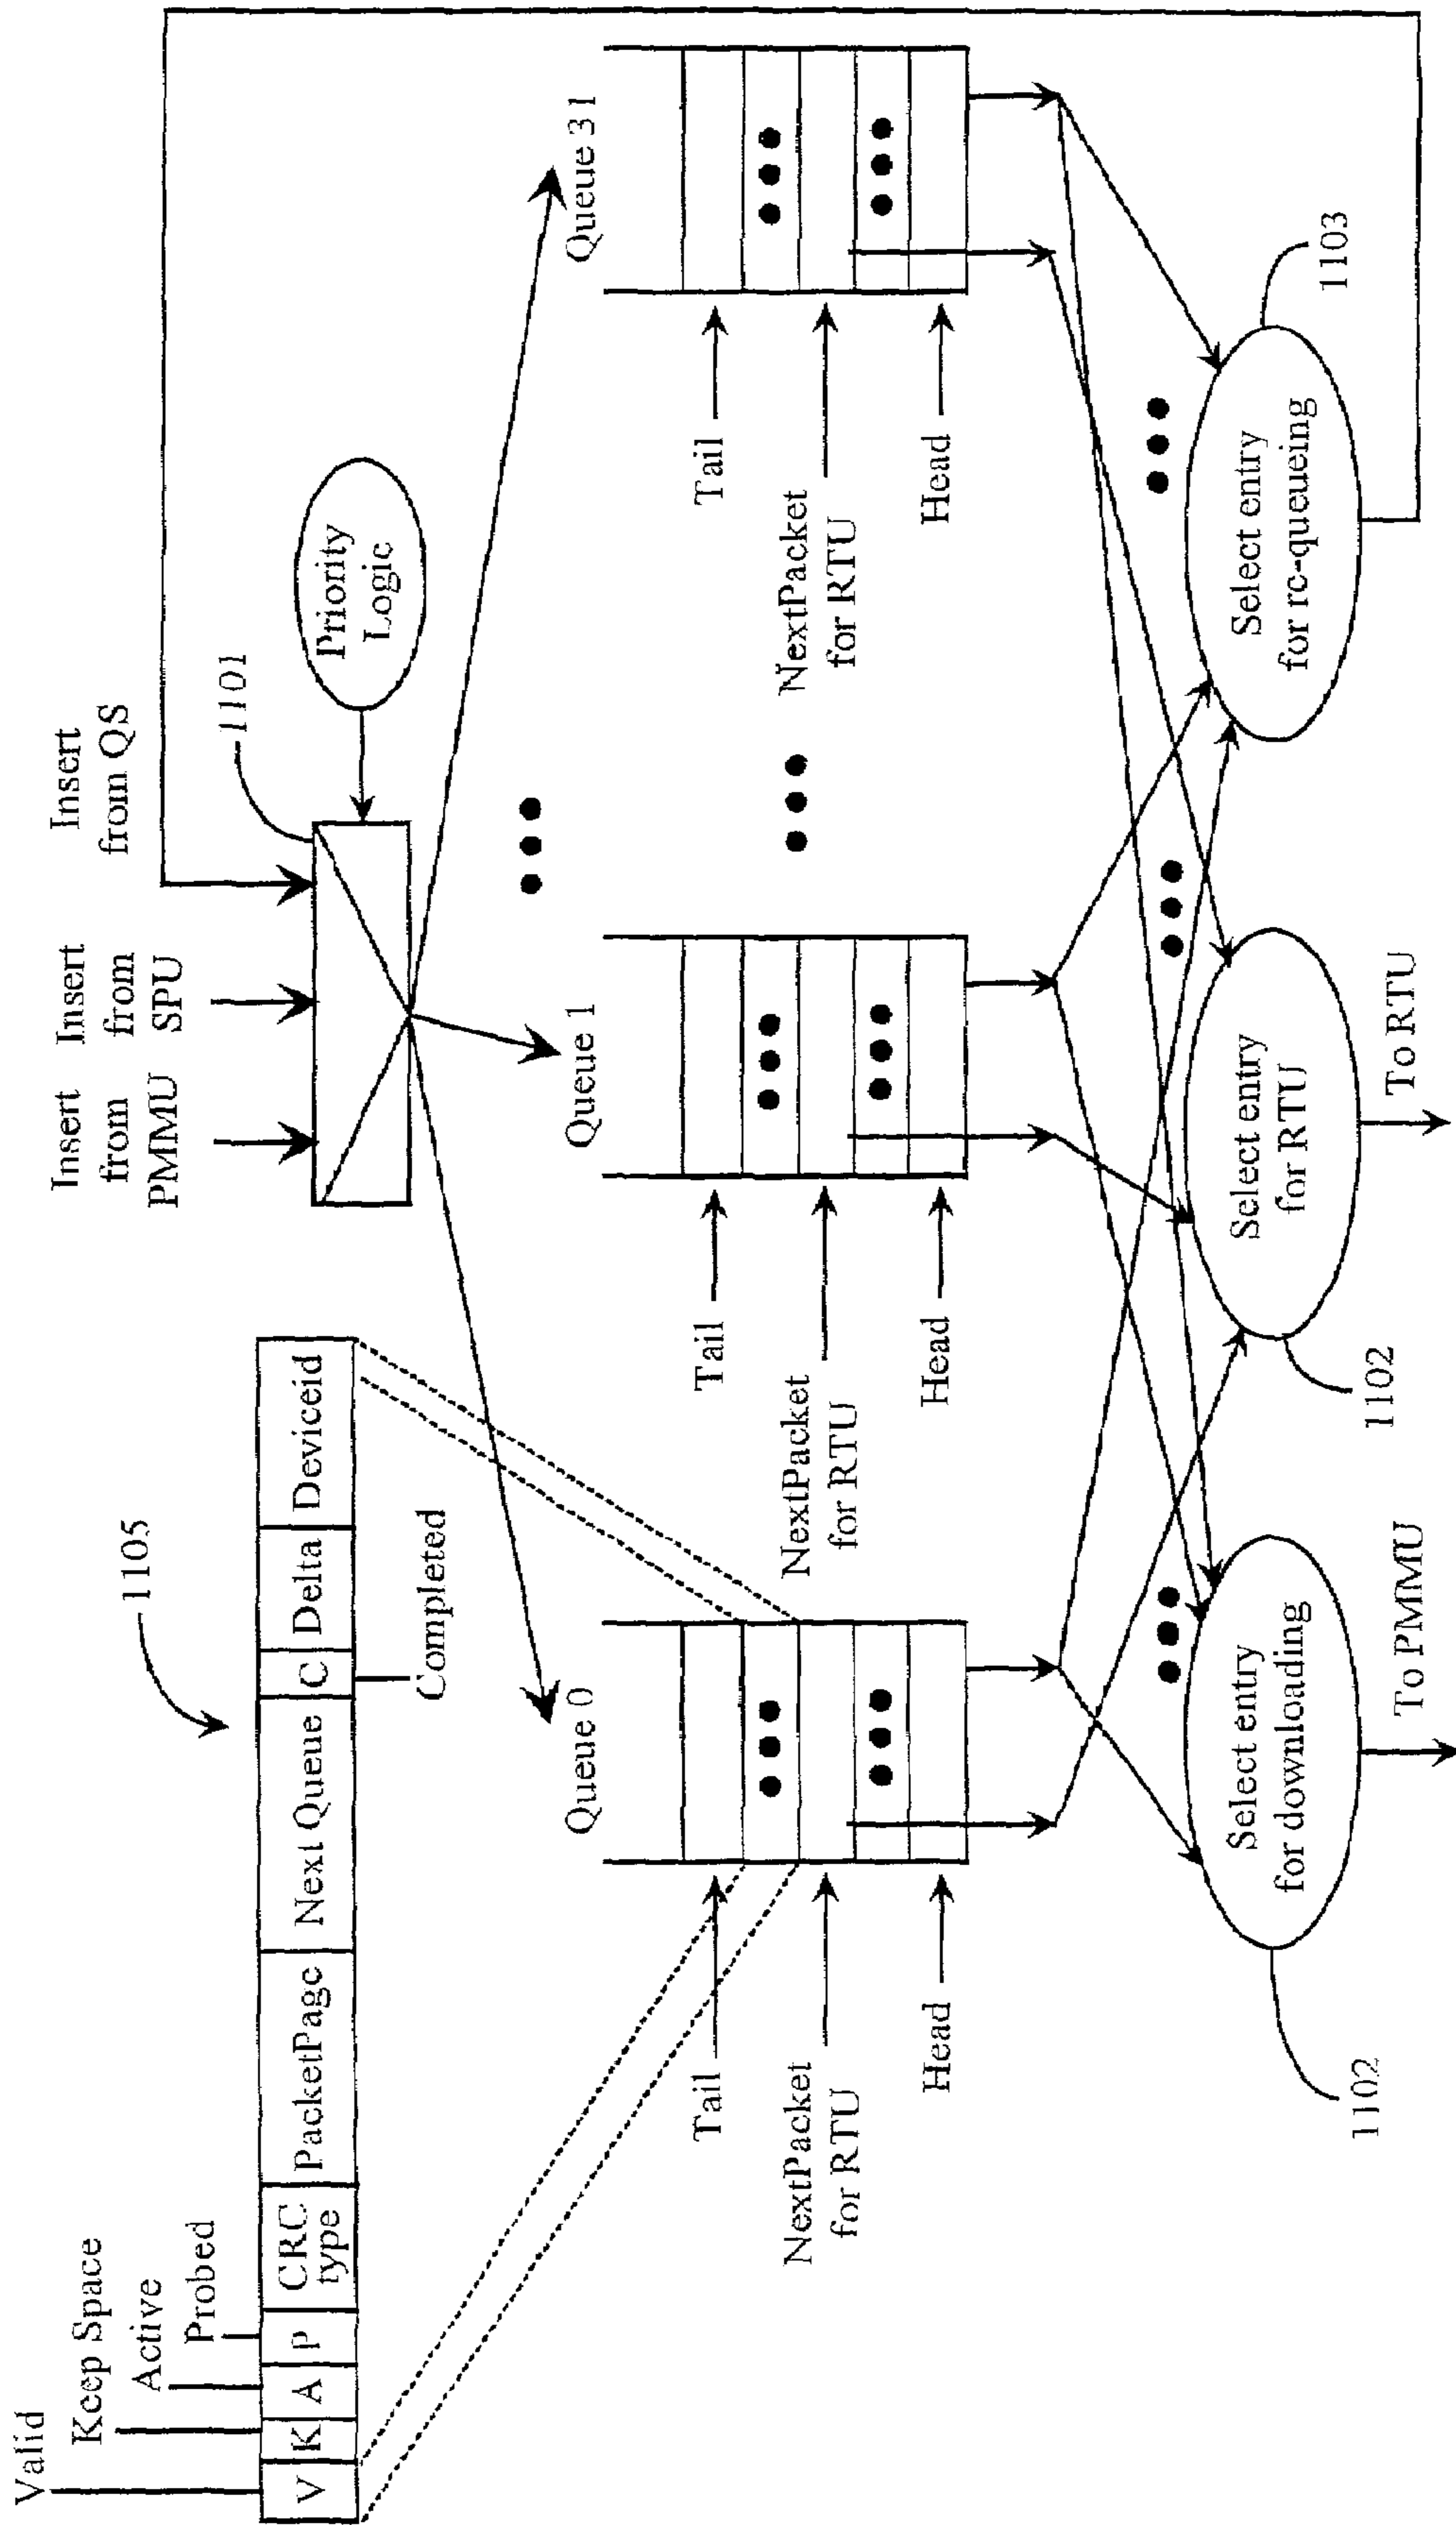 Valid
Keep Space
Active
Probed
V
K
A
P
CRC
type
PacketPage
Next Queue
C
Delta
Deviceid
Completed
1105
Insert
from
PMMU
Insert
from
SPU
Insert
from QS
1101
Priority
Logic
Queue 0
Queue 1
Queue 31
Tail
NextPacket
for RTU
Head
Tail
NextPacket
for RTU
Head
Tail
NextPacket
for RTU
Head
Select entry
for downloading
Select entry
for RTU
Select entry
for re-queueing
1102
1102
1103
To PMMU
To RTU